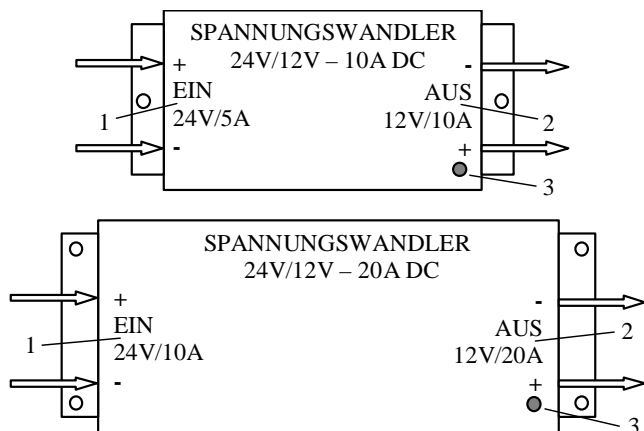 SPANNUNGSWANDLER
24V/12V – 10A DC
+
-
EIN
AUS
1
24V/5A
12V/10A
2
-
+
3
SPANNUNGSWANDLER
24V/12V – 20A DC
+
-
EIN
AUS
1
24V/10A
12V/20A
2
-
+
3